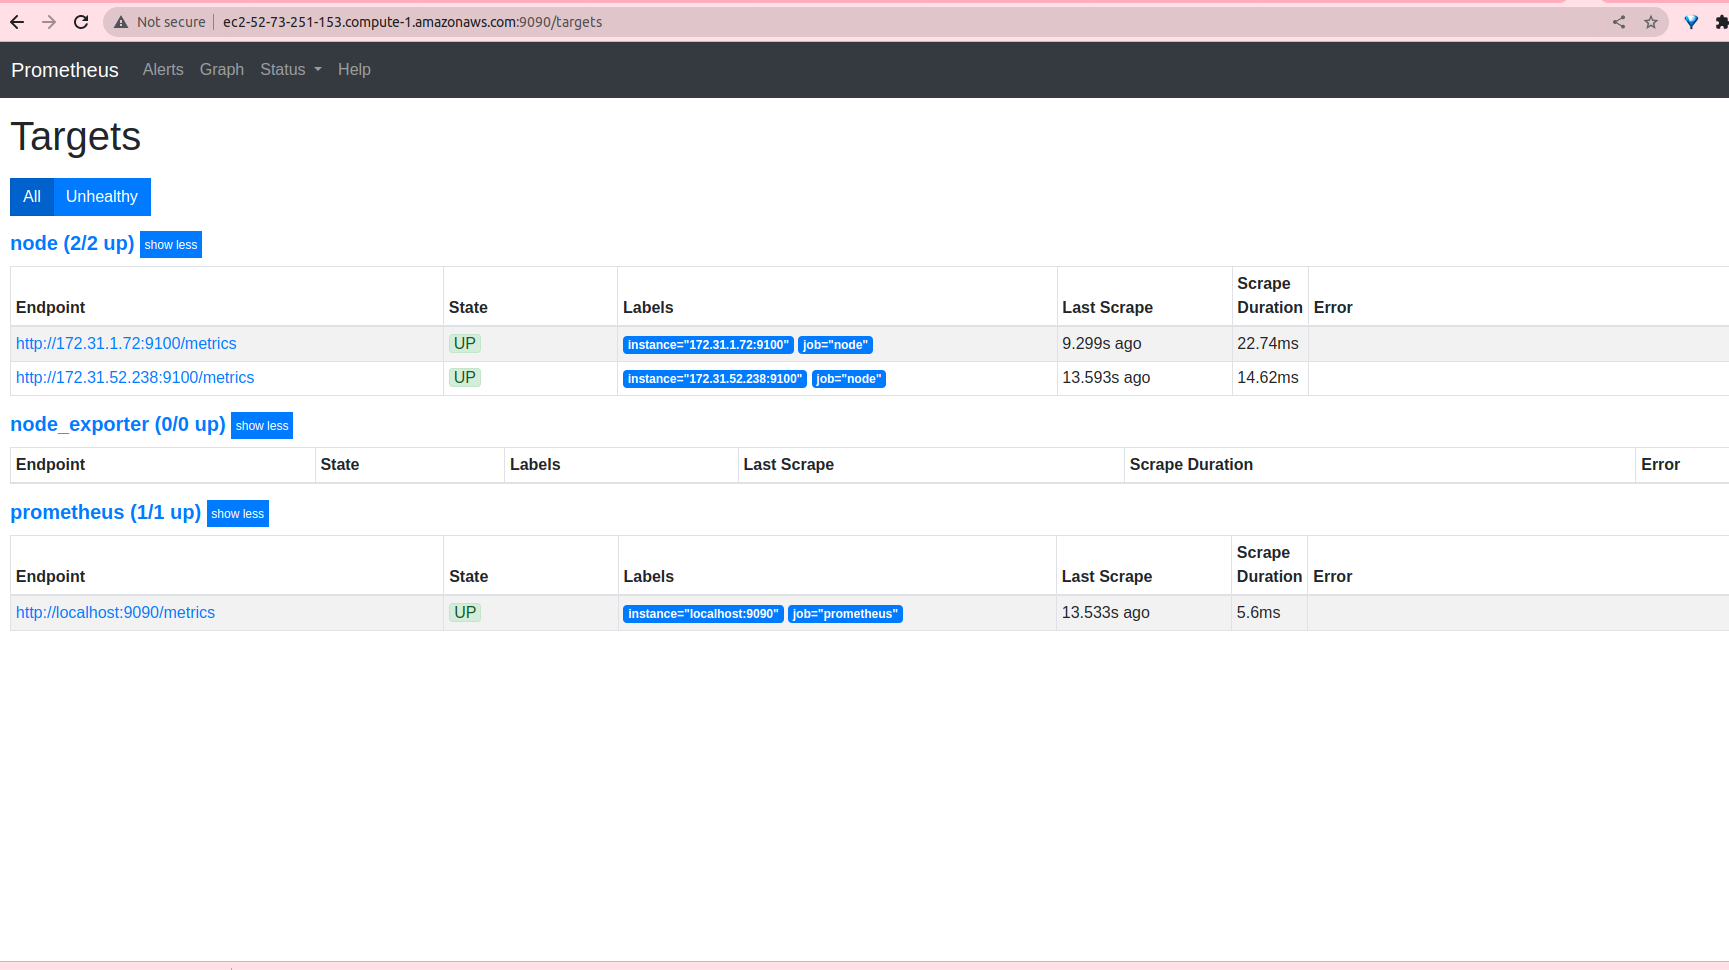 Not secure ec2-52-73-251-153.compute-1.amazonaws.com:9090/targets
Prometheus Alerts Graph Status Help
Targets
All Unhealthy
node (2/2 up) show less
Endpoint State Labels Last Scrape Scrape Duration Error
http://172.31.1.72:9100/metrics UP instance="172.31.1.72:9100" job="node" 9.299s ago 22.74ms
http://172.31.52.238:9100/metrics UP instance="172.31.52.238:9100" job="node" 13.593s ago 14.62ms
node_exporter (0/0 up) show less
Endpoint State Labels Last Scrape Scrape Duration Error
prometheus (1/1 up) show less
Endpoint State Labels Last Scrape Scrape Duration Error
http://localhost:9090/metrics UP instance="localhost:9090" job="prometheus" 13.533s ago 5.6ms